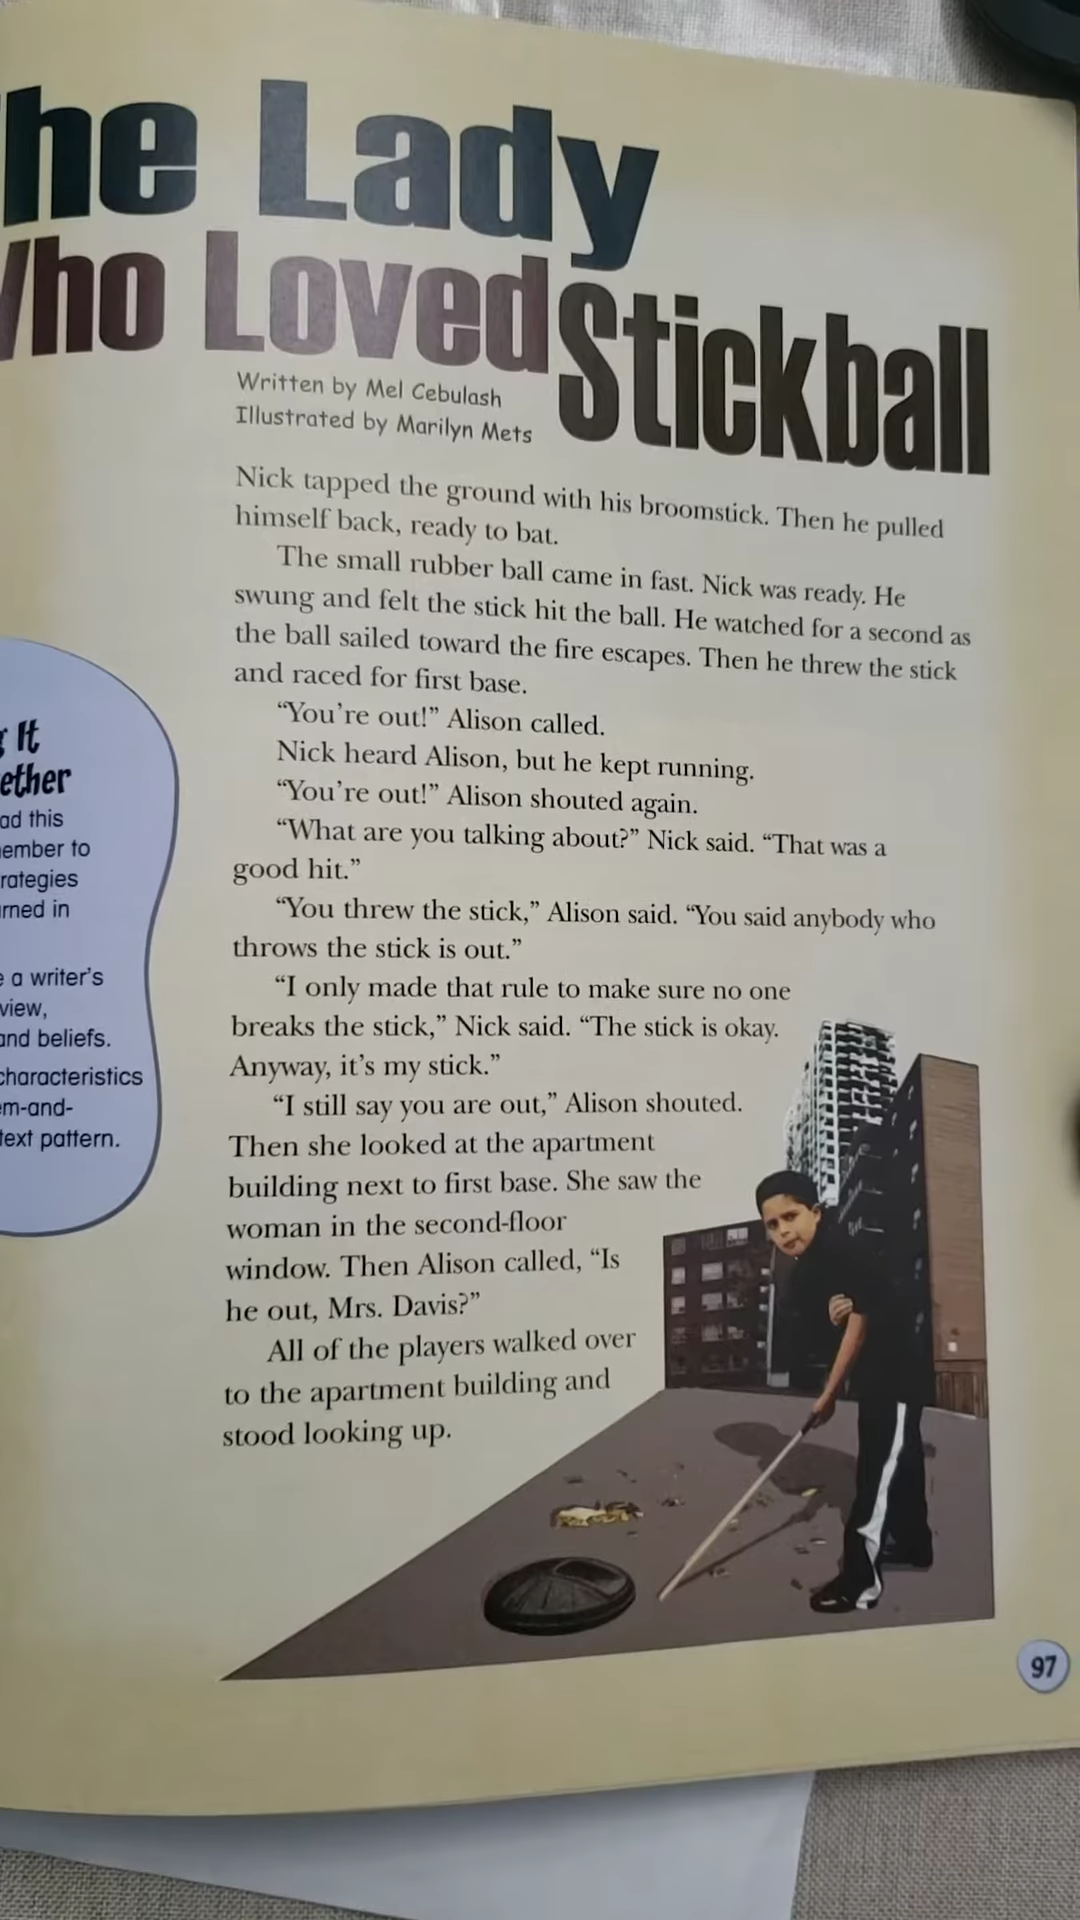 The Lady
Who Loved Stickball
Written by Mel Cebulash
Illustrated by Marilyn Mets
Nick tapped the ground with his broomstick. Then he pulled
himself back, ready to bat.
The small rubber ball came in fast. Nick was ready. He
swung and felt the stick hit the ball. He watched for a second as
the ball sailed toward the fire escapes. Then he threw the stick
and raced for first base.
“You’re out!” Alison called.
Nick heard Alison, but he kept running.
“You’re out!” Alison shouted again.
“What are you talking about?” Nick said. “That was a
good hit.”
“You threw the stick,” Alison said. “You said anybody who
throws the stick is out.”
“I only made that rule to make sure no one
breaks the stick,” Nick said. “The stick is okay.
Anyway, it’s my stick.”
“I still say you are out,” Alison shouted.
Then she looked at the apartment
building next to first base. She saw the
woman in the second-floor
window. Then Alison called, “Is
he out, Mrs. Davis?”
All of the players walked over
to the apartment building and
stood looking up.
It
ether
ad this
ember to
rategies
rned in
a writer’s
view,
and beliefs.
characteristics
m-and-
text pattern.
97